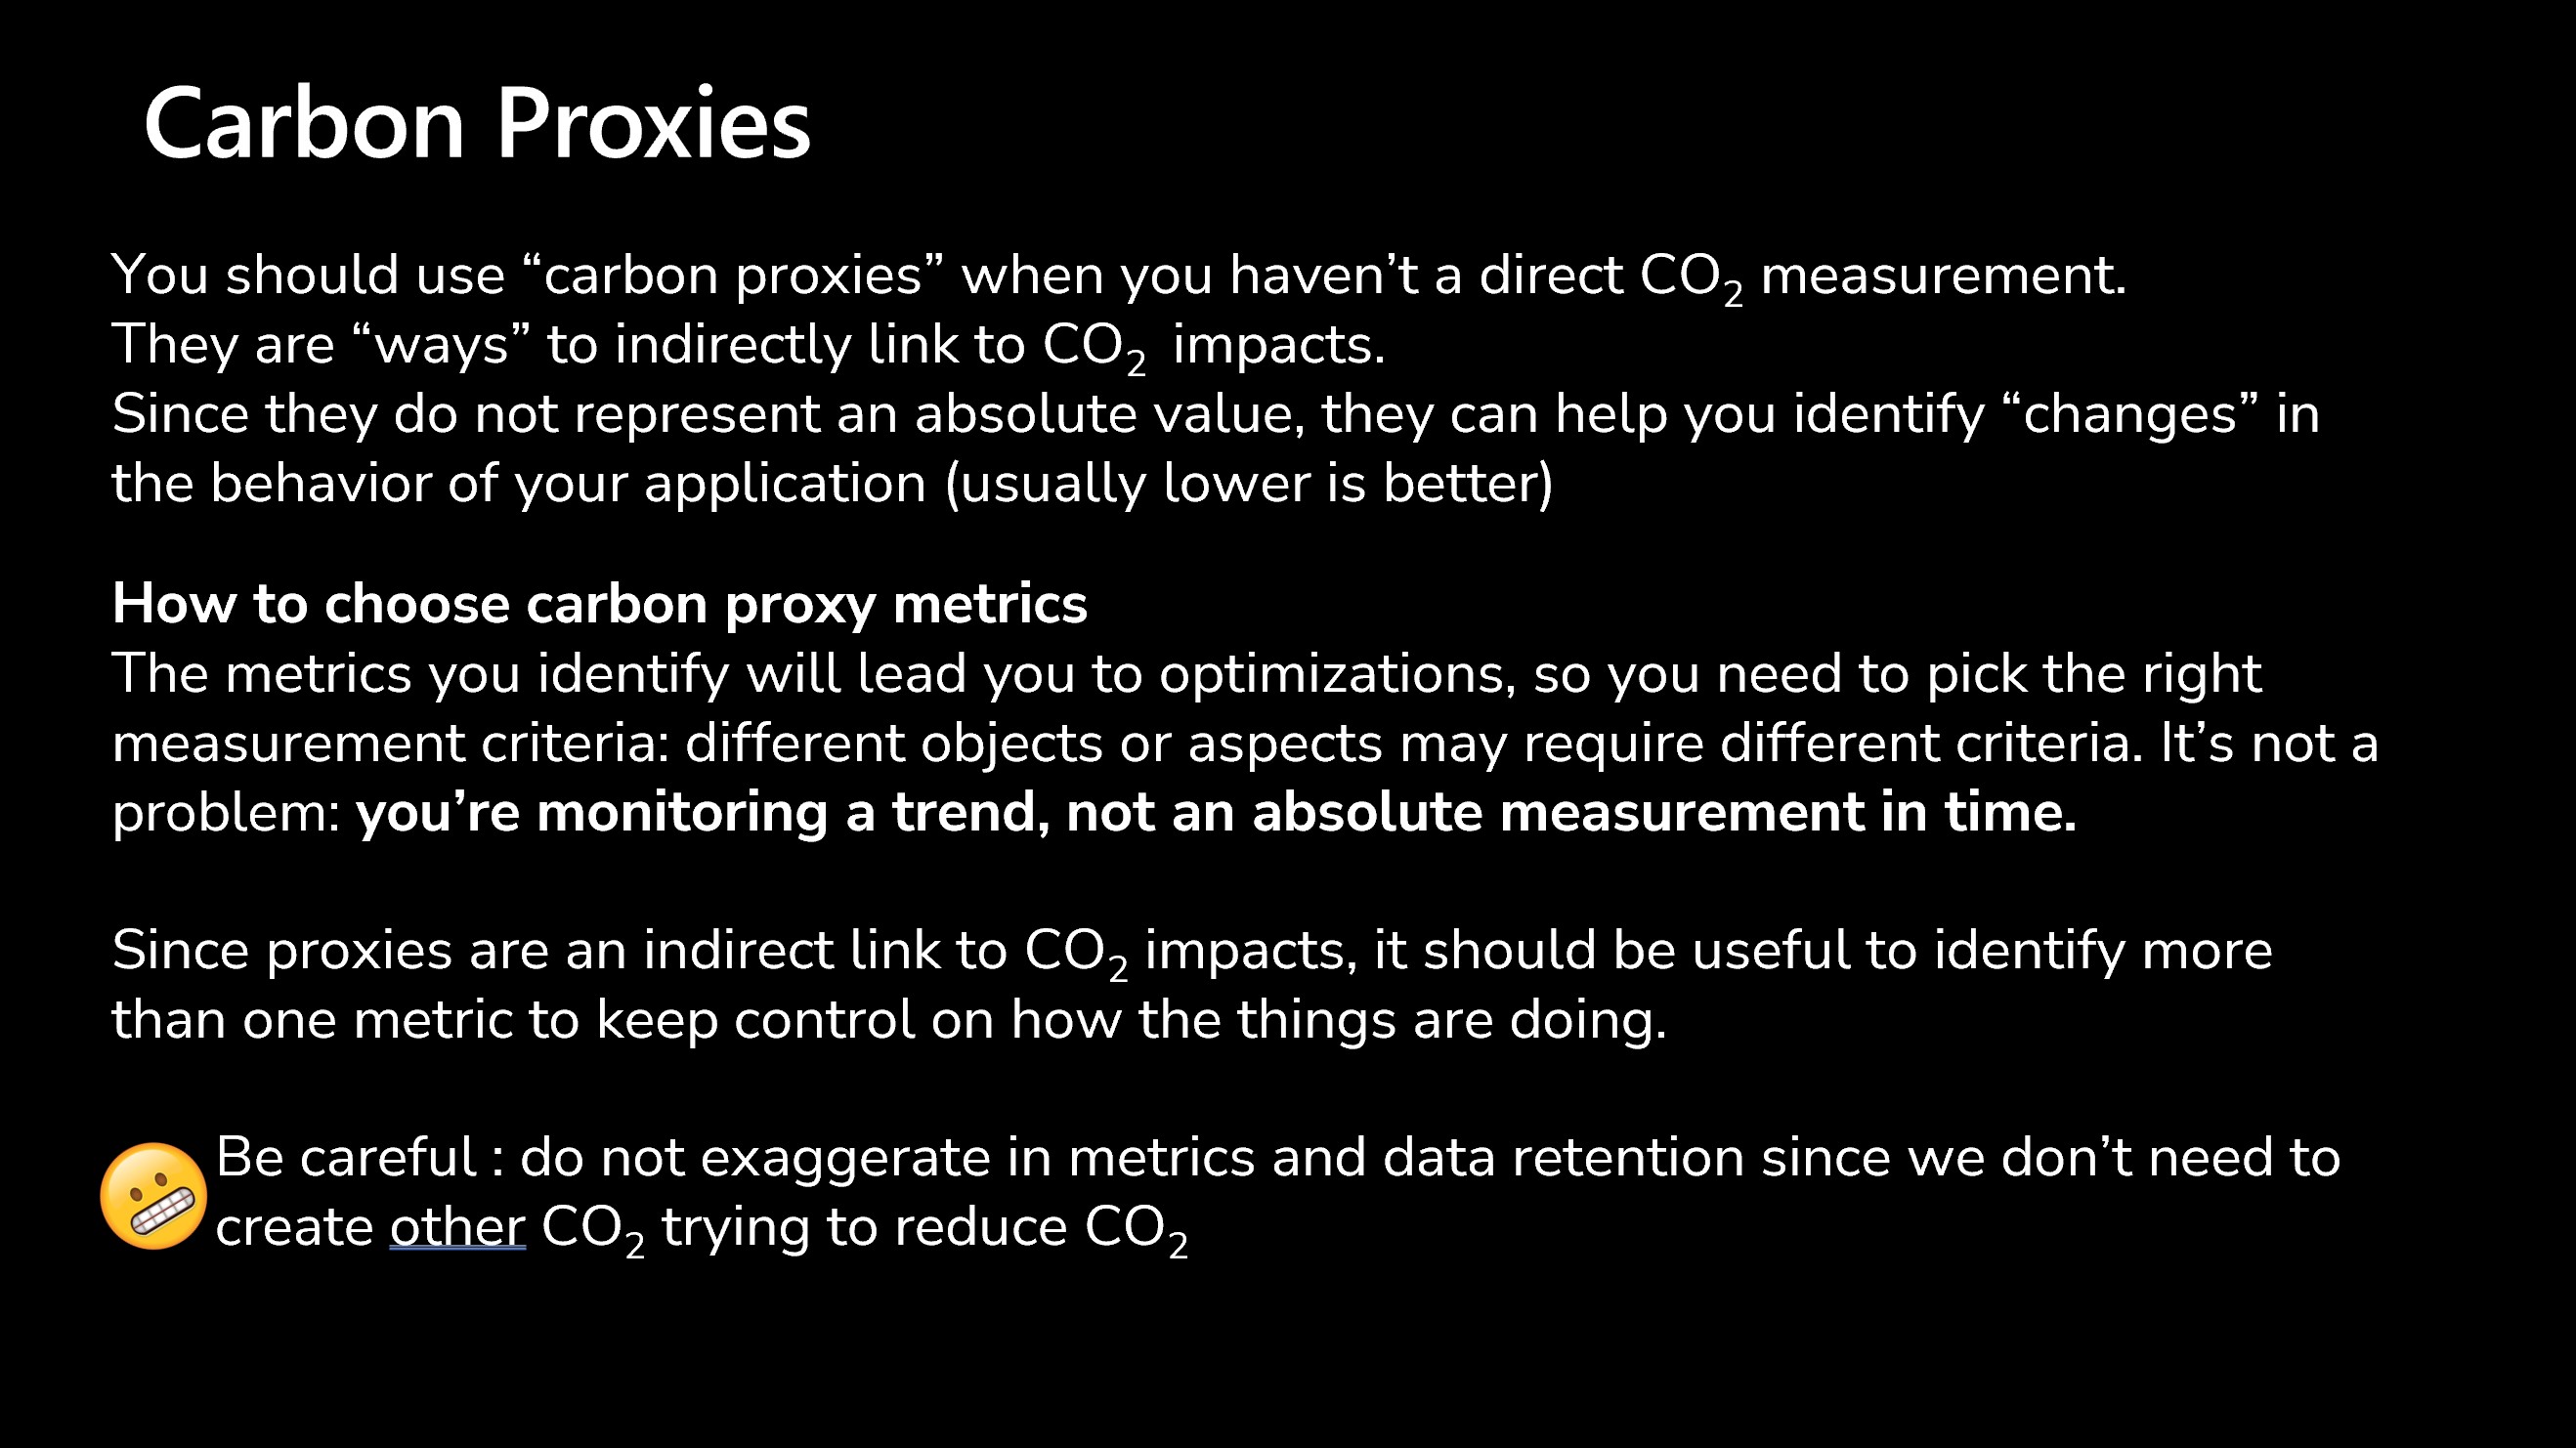 Carbon Proxies
You should use “carbon proxies” when you haven’t a direct CO₂ measurement.
They are “ways” to indirectly link to CO₂ impacts.
Since they do not represent an absolute value, they can help you identify “changes” in
the behavior of your application (usually lower is better)
How to choose carbon proxy metrics
The metrics you identify will lead you to optimizations, so you need to pick the right
measurement criteria: different objects or aspects may require different criteria. It’s not a
problem: you’re monitoring a trend, not an absolute measurement in time.
Since proxies are an indirect link to CO₂ impacts, it should be useful to identify more
than one metric to keep control on how the things are doing.
Be careful : do not exaggerate in metrics and data retention since we don’t need to
create other CO₂ trying to reduce CO₂